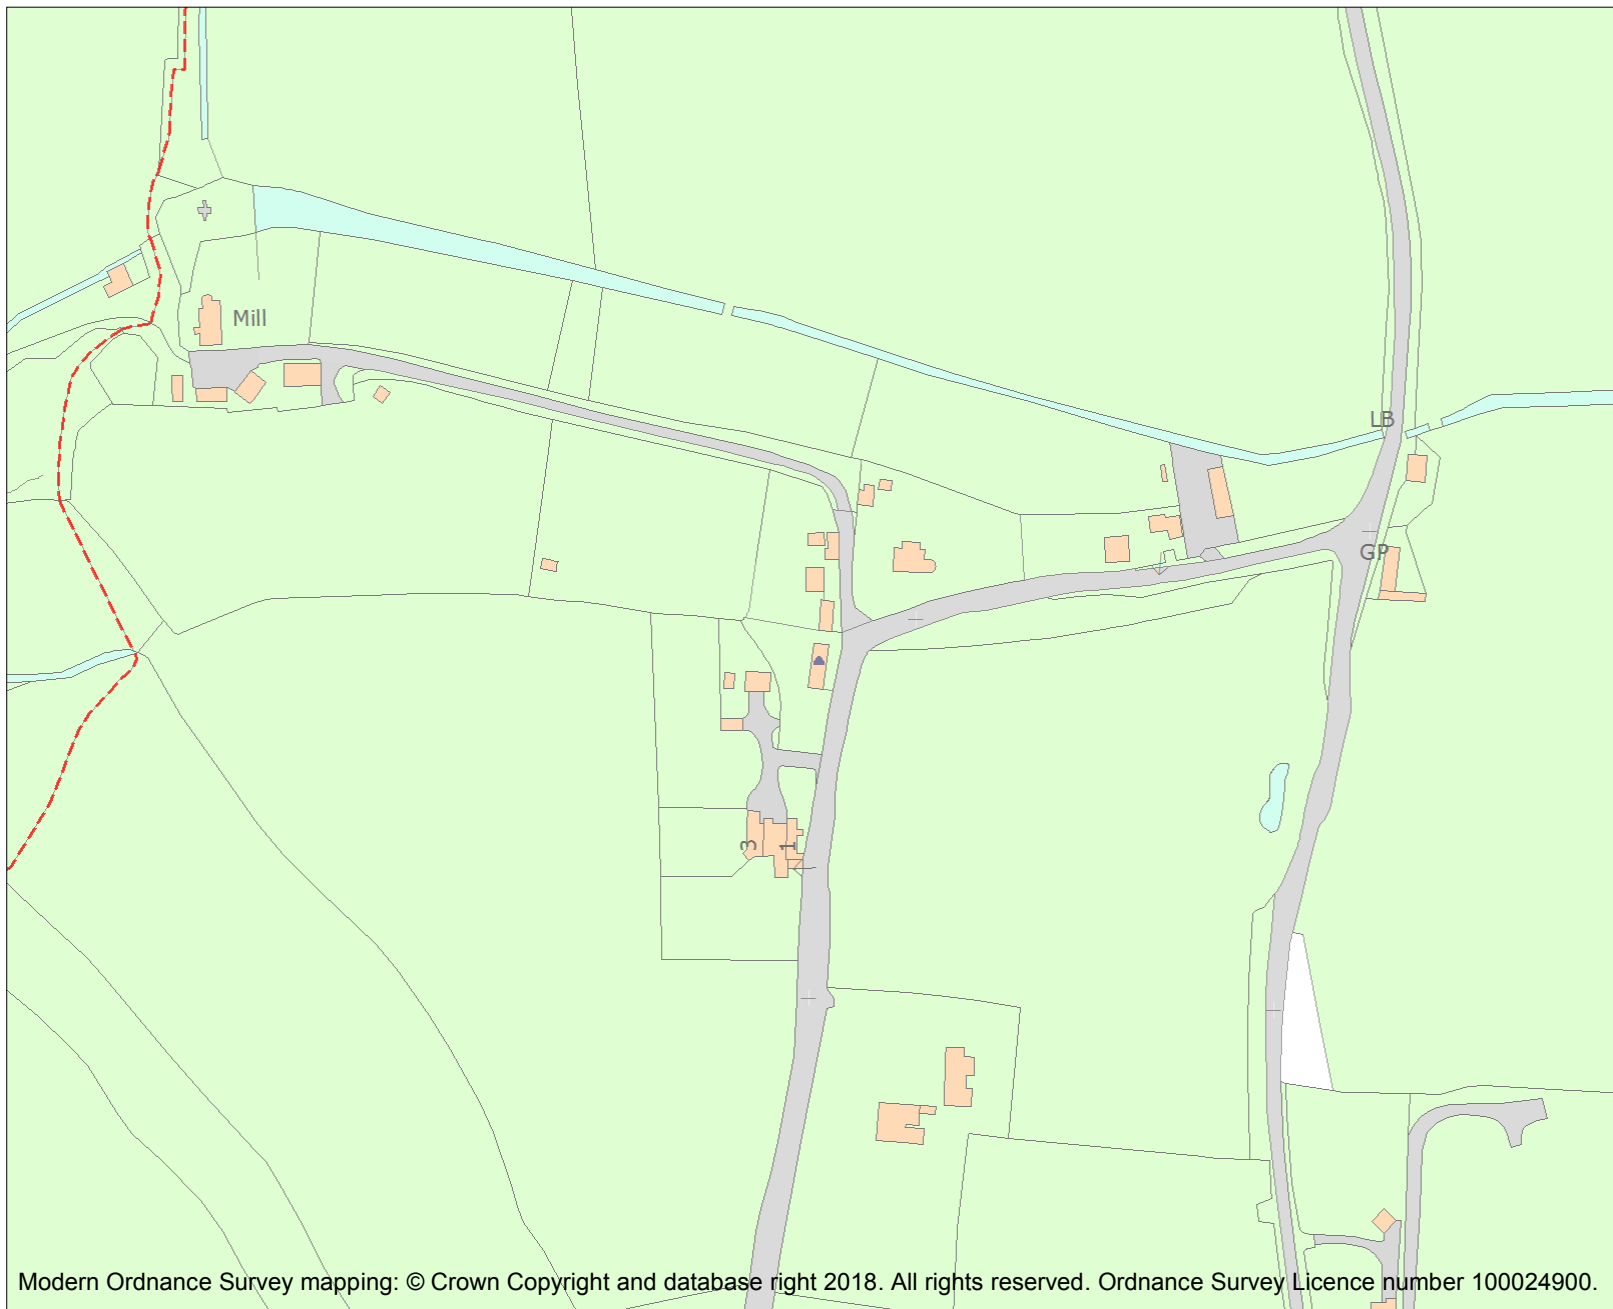 Mill
LB
GP
3
1
Modern Ordnance Survey mapping: © Crown Copyright and database right 2018. All rights reserved. Ordnance Survey Licence number 100024900.